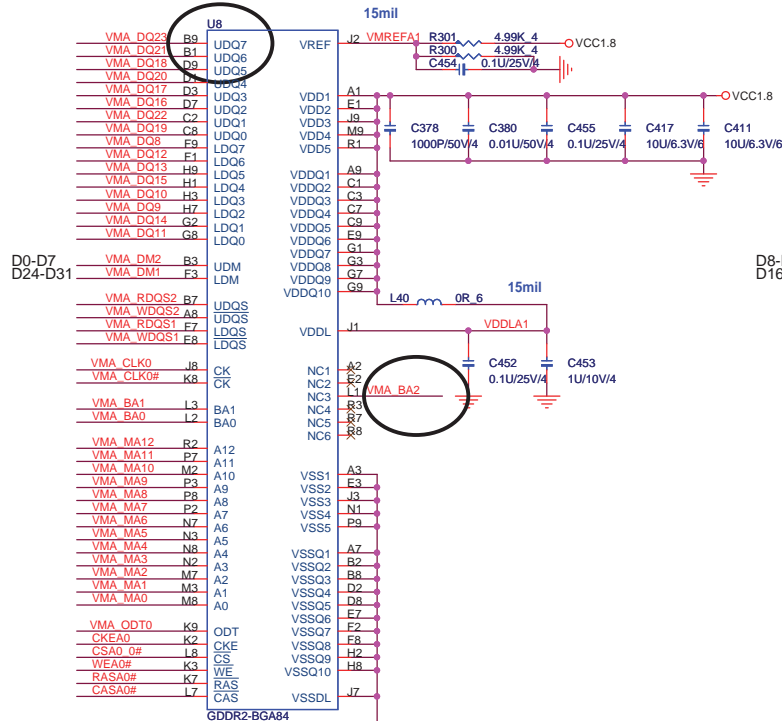 U8
15mil
VMA_DQ23 B9 UDQ7 VREF J2 VMREFA1 R301 4.99K_4 VCC1.8
VMA_DQ21 B1 UDQ6 R300 4.99K_4
VMA_DQ18 D9 UDQ5 C454 0.1U/25V/4
VMA_DQ20 D1 UDQ4
VMA_DQ17 D3 UDQ3 VDD1 A1 VCC1.8
VMA_DQ16 D7 UDQ2 VDD2 E1
VMA_DQ22 C2 UDQ1 VDD3 J9 C378 C380 C455 C417 C411
VMA_DQ19 C8 UDQ0 VDD4 M9 1000P/50V/4 0.01U/50V/4 0.1U/25V/4 10U/6.3V/6 10U/6.3V/6
VMA_DQ8 F9 LDQ7 VDD5 R1
VMA_DQ12 F1 LDQ6
VMA_DQ13 H9 LDQ5 VDDQ1 A9
VMA_DQ15 H1 LDQ4 VDDQ2 C1
VMA_DQ10 H3 LDQ3 VDDQ3 C3
VMA_DQ9 H7 LDQ2 VDDQ4 C7
VMA_DQ14 G2 LDQ1 VDDQ5 C9
VMA_DQ11 G8 LDQ0 VDDQ6 E9
VDDQ7 G1
D0-D7 VMA_DM2 B3 UDM VDDQ8 G3
D24-D31 VMA_DM1 F3 LDM VDDQ9 G7
VDDQ10 G9
15mil
VMA_RDQS2 B7 UDQS L40 0R_6
VMA_WDQS2 A8 UDQS
VMA_RDQS1 F7 LDQS VDDL J1 VDDLA1
VMA_WDQS1 E8 LDQS
VMA_CLK0 J8 CK NC1 A2 C452 C453
VMA_CLK0# K8 CK NC2 E2 0.1U/25V/4 1U/10V/4
NC3 L1 VMA_BA2
VMA_BA1 L3 BA1 NC4 R3
VMA_BA0 L2 BA0 NC5 R7
NC6 R8
VMA_MA12 R2 A12
VMA_MA11 P7 A11
VMA_MA10 M2 A10 VSS1 A3
VMA_MA9 P3 A9 VSS2 E3
VMA_MA8 P8 A8 VSS3 J3
VMA_MA7 P2 A7 VSS4 N1
VMA_MA6 N7 A6 VSS5 P9
VMA_MA5 N3 A5
VMA_MA4 N8 A4 VSSQ1 A7
VMA_MA3 N2 A3 VSSQ2 B2
VMA_MA2 M7 A2 VSSQ3 B8
VMA_MA1 M3 A1 VSSQ4 D2
VMA_MA0 M8 A0 VSSQ5 D8
VSSQ6 E7
VMA_ODT0 K9 ODT VSSQ7 F2
CKEA0 K2 CKE VSSQ8 F8
CSA0_0# L8 CS VSSQ9 H2
WEA0# K3 WE VSSQ10 H8
RASA0# K7 RAS
CASA0# L7 CAS VSSDL J7
GDDR2-BGA84
D8-
D16